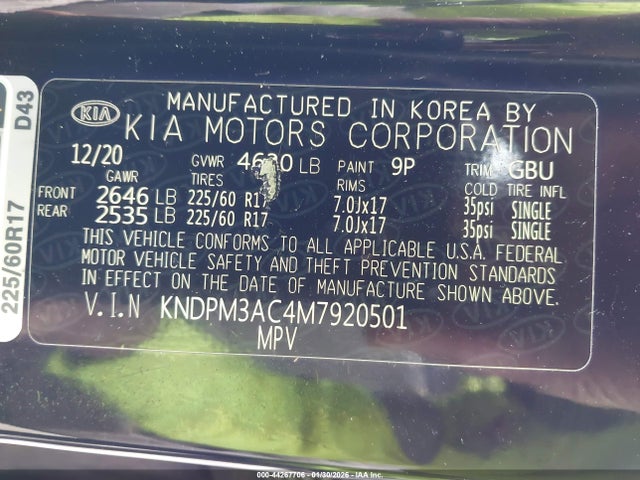 D43
225/60R17
KIA
MANUFACTURED IN KOREA BY
KIA MOTORS CORPORATION
12/20 GVWR LB PAINT 9P TRIM GBU
GAWR TIRES RIMS COLD TIRE INFL
FRONT 2646 LB 225/60 R17 7.0Jx17 35psi SINGLE
REAR 2535 LB 225/60 R17 7.0Jx17 35psi SINGLE
THIS VEHICLE CONFORMS TO ALL APPLICABLE U.S.A. FEDERAL
MOTOR VEHICLE SAFETY AND THEFT PREVENTION STANDARDS
IN EFFECT ON THE DATE OF MANUFACTURE SHOWN ABOVE.
V.I.N KNDPM3AC4M7920501
MPV
000-44267706 - 01/30/2026 - IAA Inc.